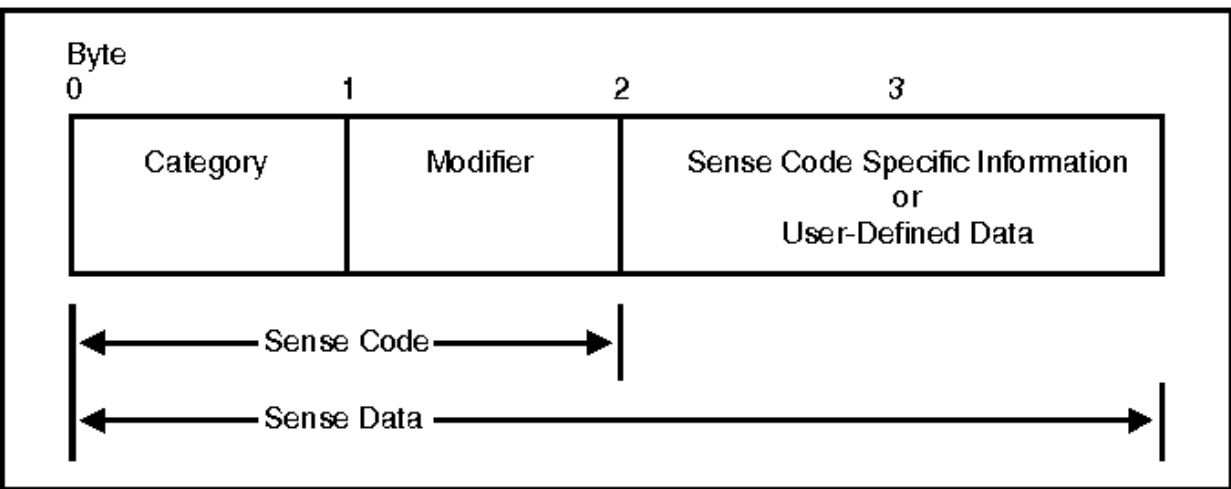 Byte
0 1 2 3
Category Modifier Sense Code Specific Information
or
User-Defined Data
Sense Code
Sense Data